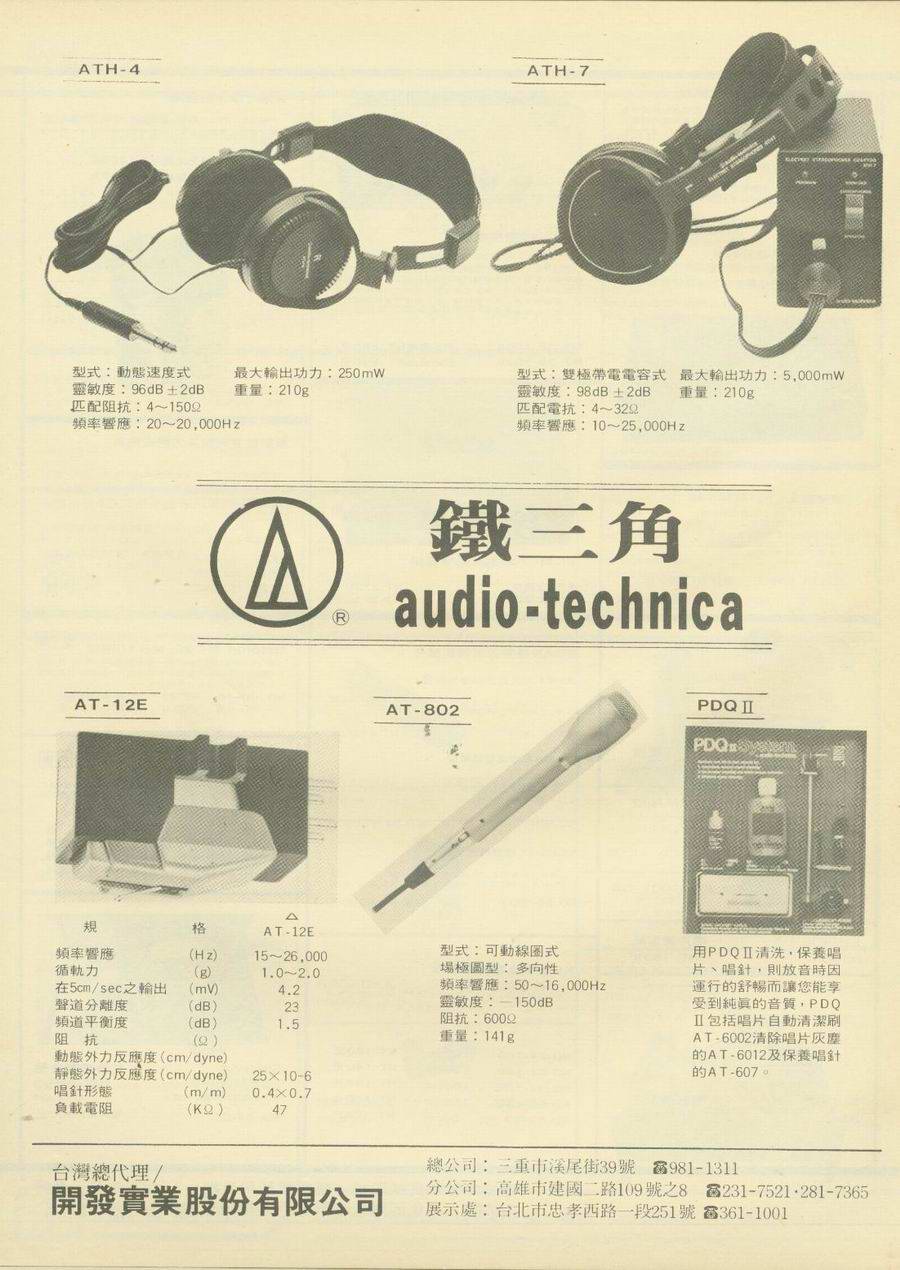 ATH-4
ATH-7
ELECTRET STEREOPHONES ADAPTOR
audio-technica
型式：動態速度式 最大輸出功力：250mW
靈敏度：96dB±2dB 重量：210g
匹配阻抗：4～150Ω
頻率響應：20～20,000Hz
型式：雙極帶電電容式 最大輸出功力：5,000mW
靈敏度：98dB±2dB 重量：210g
匹配電抗：4～32Ω
頻率響應：10～25,000Hz
鐵三角
®
audio-technica
AT-12E
AT-802
PDQⅡ
PDQⅡ System
規 格 AT-12E
頻率響應 (Hz) 15～26,000
循軌力 (g) 1.0～2.0
在5cm/sec之輸出 (mV) 4.2
聲道分離度 (dB) 23
頻道平衡度 (dB) 1.5
阻 抗 (Ω)
動態外力反應度(cm/dyne)
靜態外力反應度(cm/dyne) 25×10-6
唱針形態 (m/m) 0.4×0.7
負載電阻 (KΩ) 47
型式：可動線圈式
場極圖型：多向性
頻率響應：50～16,000Hz
靈敏度：－150dB
阻抗：600Ω
重量：141g
用PDQⅡ清洗，保養唱
片、唱針，則放音時因
運行的舒暢而讓您能享
受到純眞的音質，PDQ
Ⅱ包括唱片自動清潔刷
AT-6002清除唱片灰塵
的AT-6012及保養唱針
的AT-607。
台灣總代理/
開發實業股份有限公司
總公司：三重市溪尾街39號 ☎981-1311
分公司：高雄市建國二路109號之8 ☎231-7521·281-7365
展示處：台北市忠孝西路一段251號 ☎361-1001